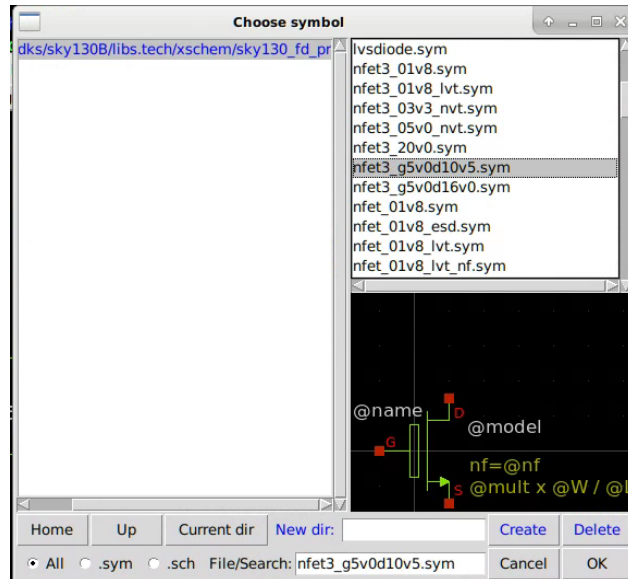 Choose symbol
dks/sky130B/libs.tech/xschem/sky130_fd_pr
lvsdiode.sym
nfet3_01v8.sym
nfet3_01v8_lvt.sym
nfet3_03v3_nvt.sym
nfet3_05v0_nvt.sym
nfet3_20v0.sym
nfet3_g5v0d10v5.sym
nfet3_g5v0d16v0.sym
nfet_01v8.sym
nfet_01v8_esd.sym
nfet_01v8_lvt.sym
nfet_01v8_lvt_nf.sym
@name
D
@model
G
nf=@nf
S @mult x @W / @L
Home Up Current dir New dir: Create Delete
All .sym .sch File/Search: nfet3_g5v0d10v5.sym Cancel OK